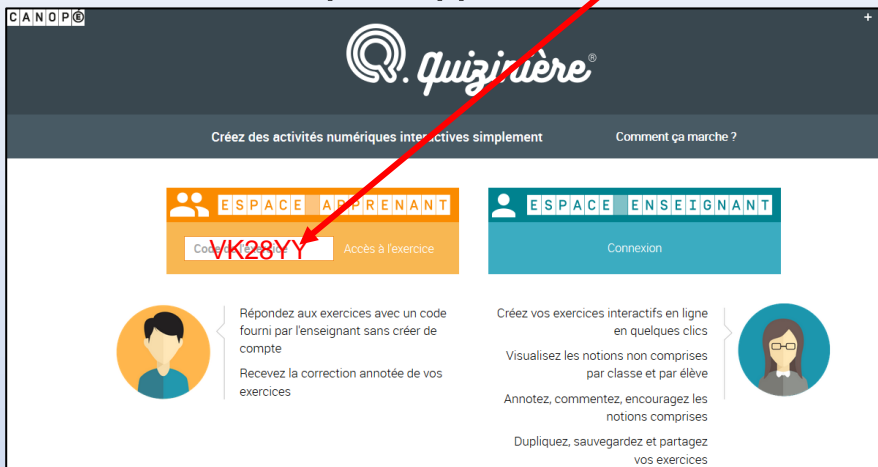 CANOPÉ
+
Q. Quizinière®
Créez des activités numériques interactives simplement
Comment ça marche ?
ESPACE APPRENANT
ESPACE ENSEIGNANT
Code de l'exercice
VK28YY
Accès à l'exercice
Connexion
Répondez aux exercices avec un code
fourni par l'enseignant sans créer de
compte
Recevez la correction annotée de vos
exercices
Créez vos exercices interactifs en ligne
en quelques clics
Visualisez les notions non comprises
par classe et par élève
Annotez, commentez, encouragez les
notions comprises
Dupliquez, sauvegardez et partagez
vos exercices